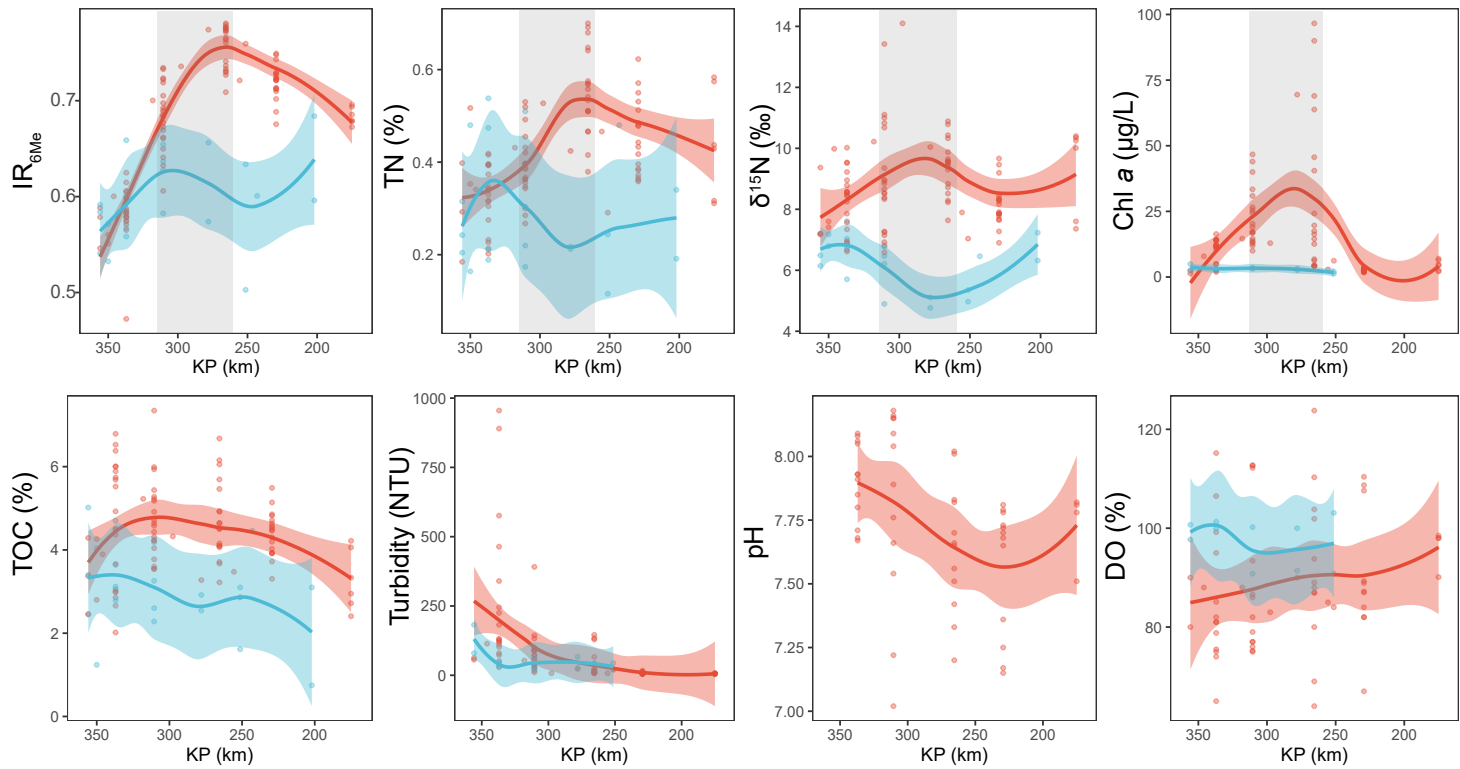 IR6Me
0.7
0.6
0.5
350 300 250 200
KP (km)
TN (%)
0.6
0.4
0.2
350 300 250 200
KP (km)
δ15N (‰)
14
12
10
8
6
4
350 300 250 200
KP (km)
Chl a (µg/L)
100
75
50
25
0
350 300 250 200
KP (km)
TOC (%)
6
4
2
0
350 300 250 200
KP (km)
Turbidity (NTU)
1000
750
500
250
0
350 300 250 200
KP (km)
pH
8.00
7.75
7.50
7.25
7.00
350 300 250 200
KP (km)
DO (%)
120
100
80
350 300 250 200
KP (km)